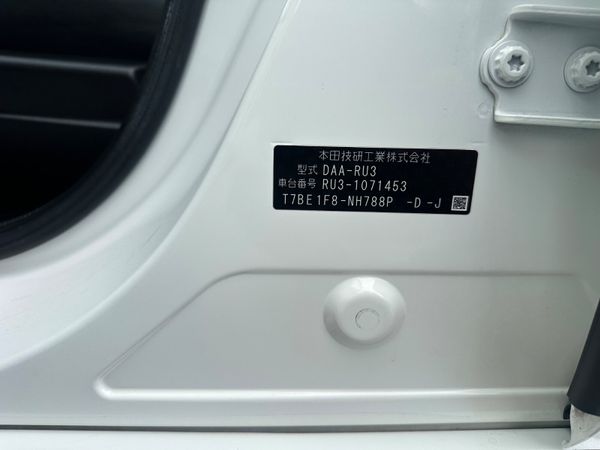 本田技研工業株式会社
型式 DAA-RU3
車台番号 RU3-1071453
T7BE1F8-NH788P -D-J